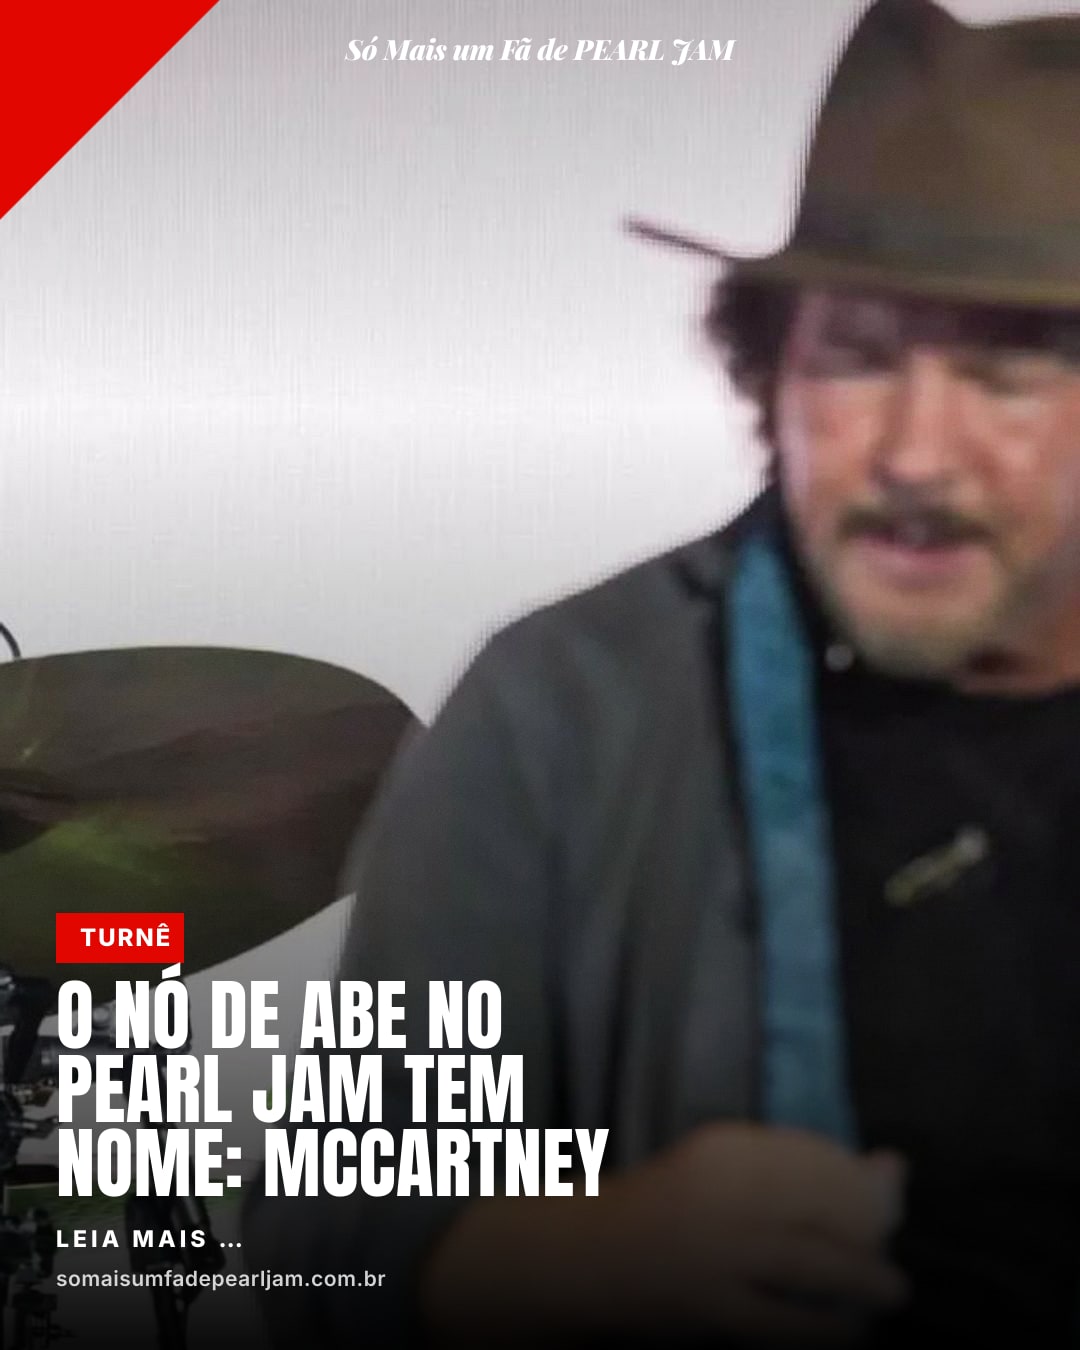 Só Mais um Fã de PEARL JAM
TURNÊ
O NÓ DE ABE NO
PEARL JAM TEM
NOME: MCCARTNEY
LEIA MAIS ...
somaisumfadepearljam.com.br